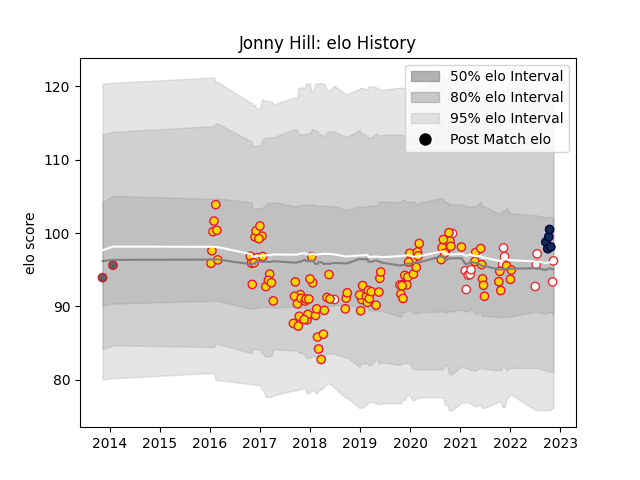 Jonny Hill: elo History
50% elo Interval
80% elo Interval
95% elo Interval
Post Match elo
elo score
120
110
100
90
80
2014 2015 2016 2017 2018 2019 2020 2021 2022 2023